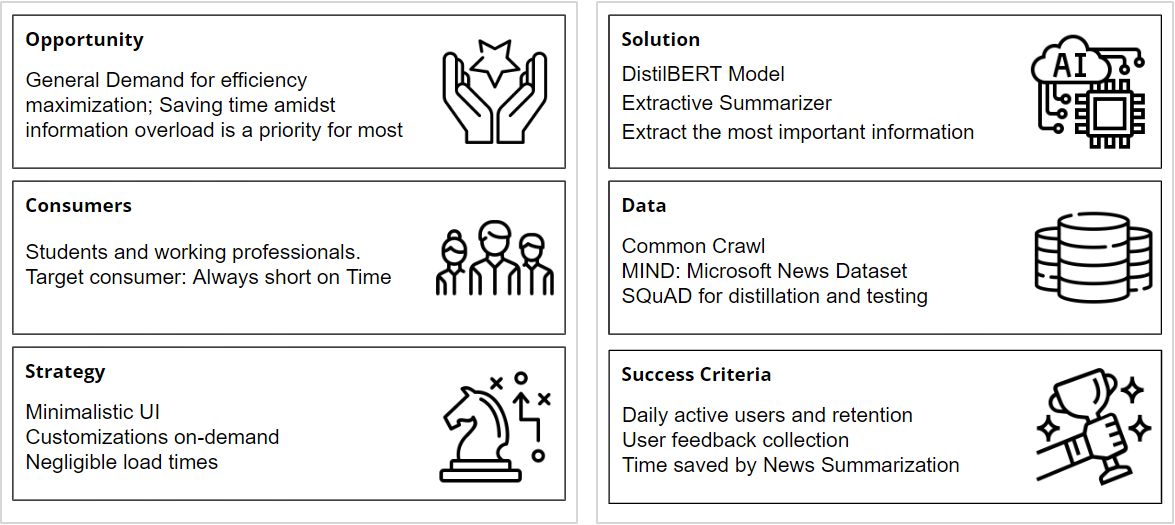 Opportunity
General Demand for efficiency
maximization; Saving time amidst
information overload is a priority for most
Consumers
Students and working professionals.
Target consumer: Always short on Time
Strategy
Minimalistic UI
Customizations on-demand
Negligible load times
Solution
DistilBERT Model
Extractive Summarizer
Extract the most important information
AI
Data
Common Crawl
MIND: Microsoft News Dataset
SQuAD for distillation and testing
Success Criteria
Daily active users and retention
User feedback collection
Time saved by News Summarization